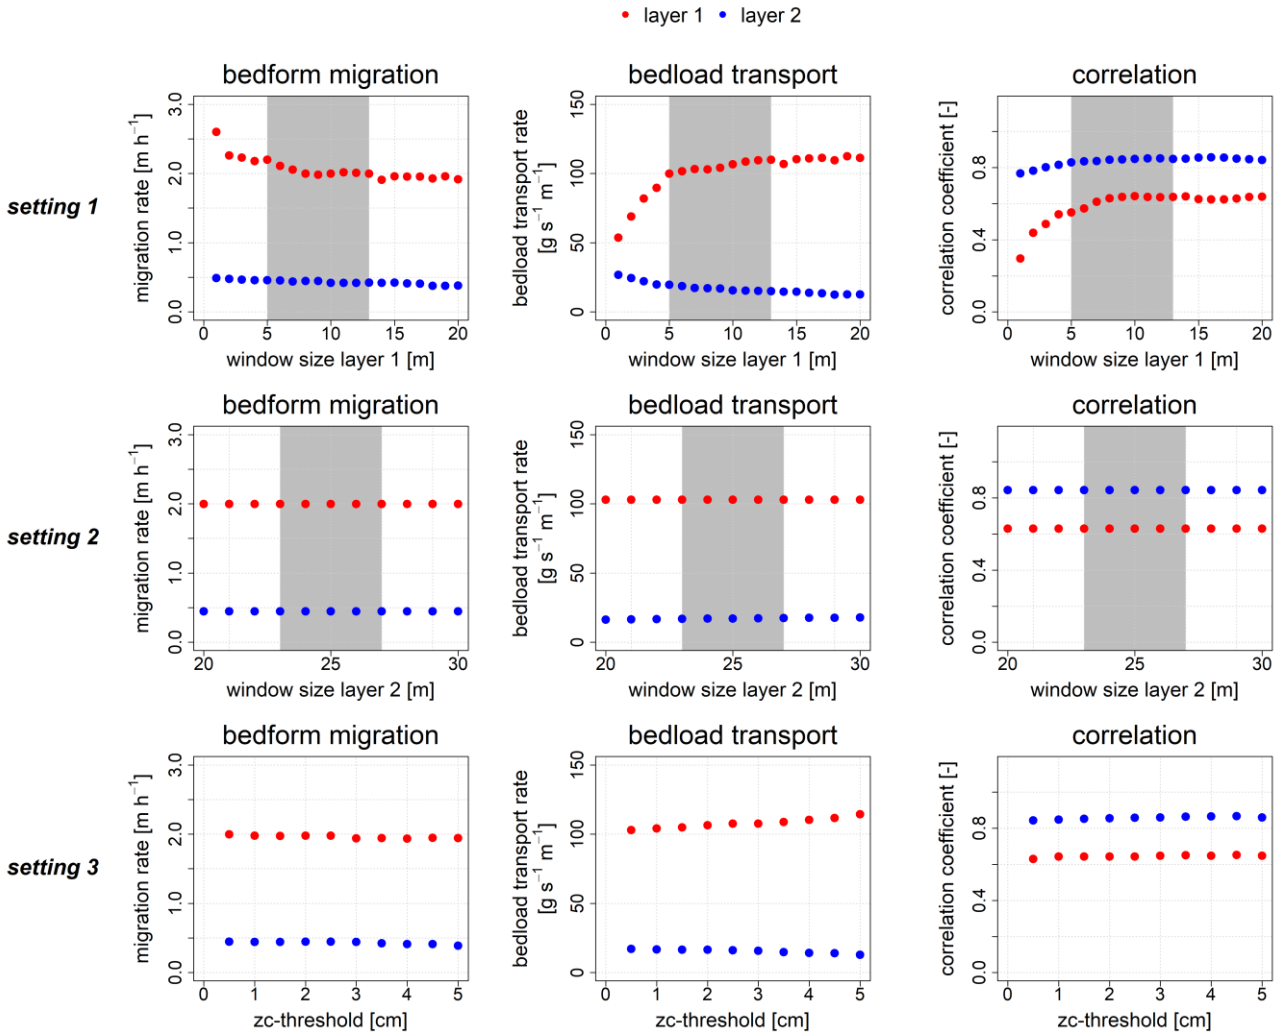 layer 1 layer 2
bedform migration bedload transport correlation
setting 1
migration rate [m h−1]
0.0 1.0 2.0 3.0
0 5 10 15 20
window size layer 1 [m]
bedload transport rate
[g s−1 m−1]
0 50 100 150
0 5 10 15 20
window size layer 1 [m]
correlation coefficient [-]
0.0 0.4 0.8
0 5 10 15 20
window size layer 1 [m]
bedform migration bedload transport correlation
setting 2
migration rate [m h−1]
0.0 1.0 2.0 3.0
20 25 30
window size layer 2 [m]
bedload transport rate
[g s−1 m−1]
0 50 100 150
20 25 30
window size layer 2 [m]
correlation coefficient [-]
0.0 0.4 0.8
20 25 30
window size layer 2 [m]
bedform migration bedload transport correlation
setting 3
migration rate [m h−1]
0.0 1.0 2.0 3.0
0 1 2 3 4 5
zc-threshold [cm]
bedload transport rate
[g s−1 m−1]
0 50 100 150
0 1 2 3 4 5
zc-threshold [cm]
correlation coefficient [-]
0.0 0.4 0.8
0 1 2 3 4 5
zc-threshold [cm]